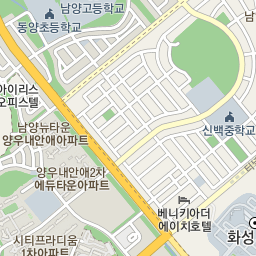 남양고등학교
동양초등학교
남
아이리스
오피스텔
신백중학교
남양뉴타운
양우내안애아파트
양우내안애2차
에듀타운아파트
베니키아더
에이치호텔
시티프라디움
1차아파트
화성